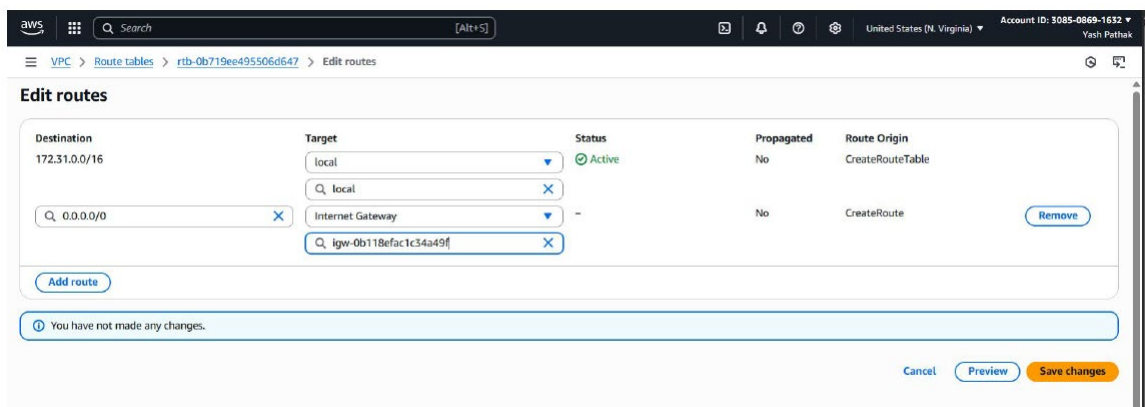 aws Search [Alt+S] United States (N. Virginia) Account ID: 3085-0869-1632
Yash Pathak
VPC > Route tables > rtb-0b719ee495506d647 > Edit routes
Edit routes
Destination Target Status Propagated Route Origin
172.31.0.0/16 local Active No CreateRouteTable
local
0.0.0.0/0 Internet Gateway – No CreateRoute Remove
igw-0b118efac1c34a49f
Add route
You have not made any changes.
Cancel Preview Save changes